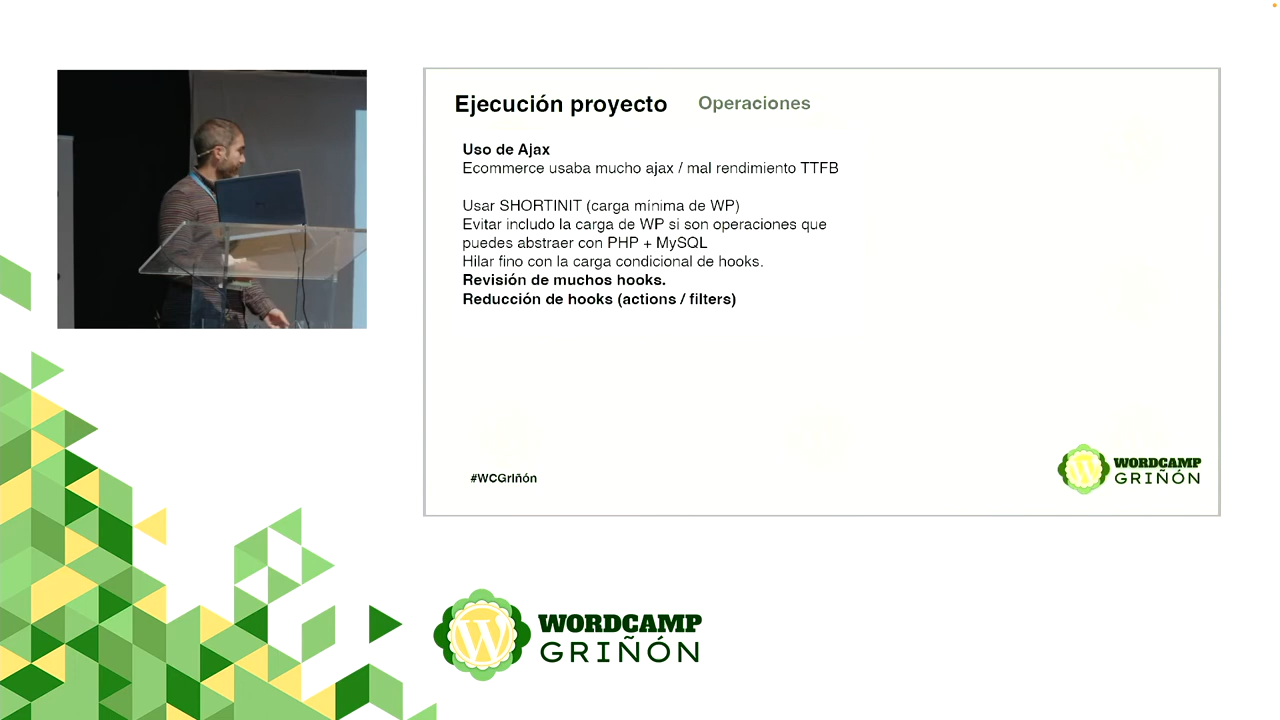 Ejecución proyecto Operaciones
Uso de Ajax
Ecommerce usaba mucho ajax / mal rendimiento TTFB
Usar SHORTINIT (carga mínima de WP)
Evitar includo la carga de WP si son operaciones que
puedes abstraer con PHP + MySQL
Hilar fino con la carga condicional de hooks.
Revisión de muchos hooks.
Reducción de hooks (actions / filters)
#WCGriñón
WORDCAMP
GRIÑÓN
WORDCAMP
GRIÑÓN